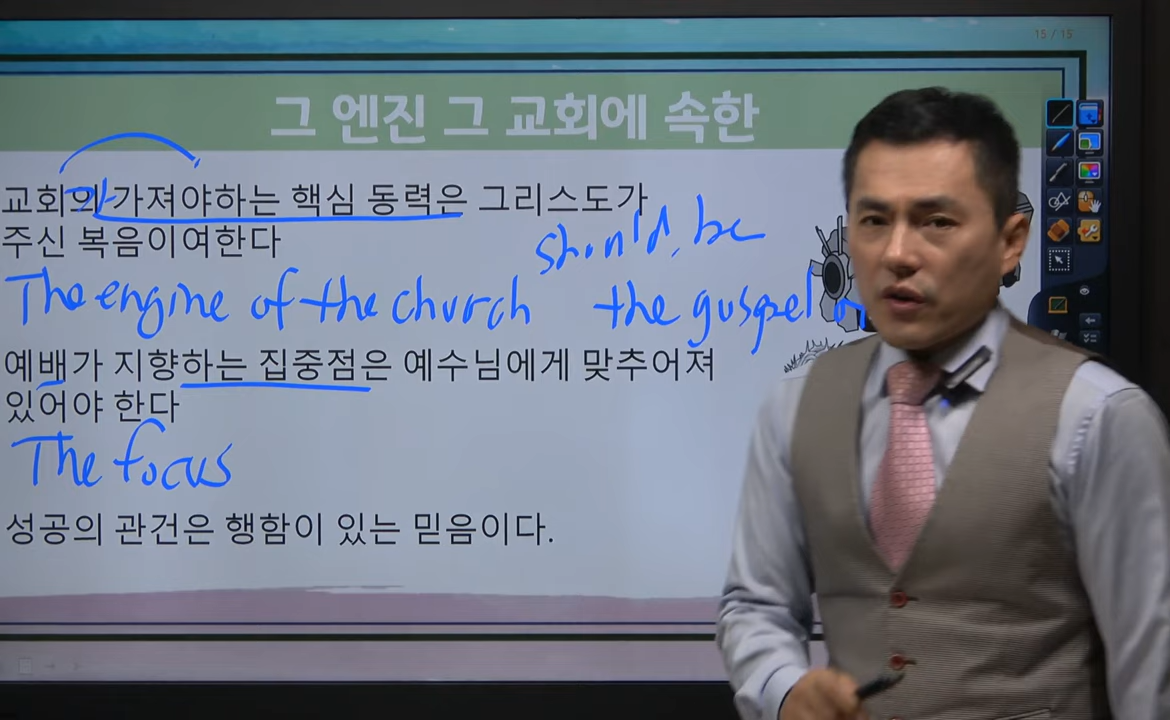 15 / 15
그 엔진 그 교회에 속한
교회의 가져야하는 핵심 동력은 그리스도가
주신 복음이여한다
should be
The engine of the church the guspel of
예배가 지향하는 집중점은 예수님에게 맞추어져
있어야 한다
The focus
성공의 관건은 행함이 있는 믿음이다.